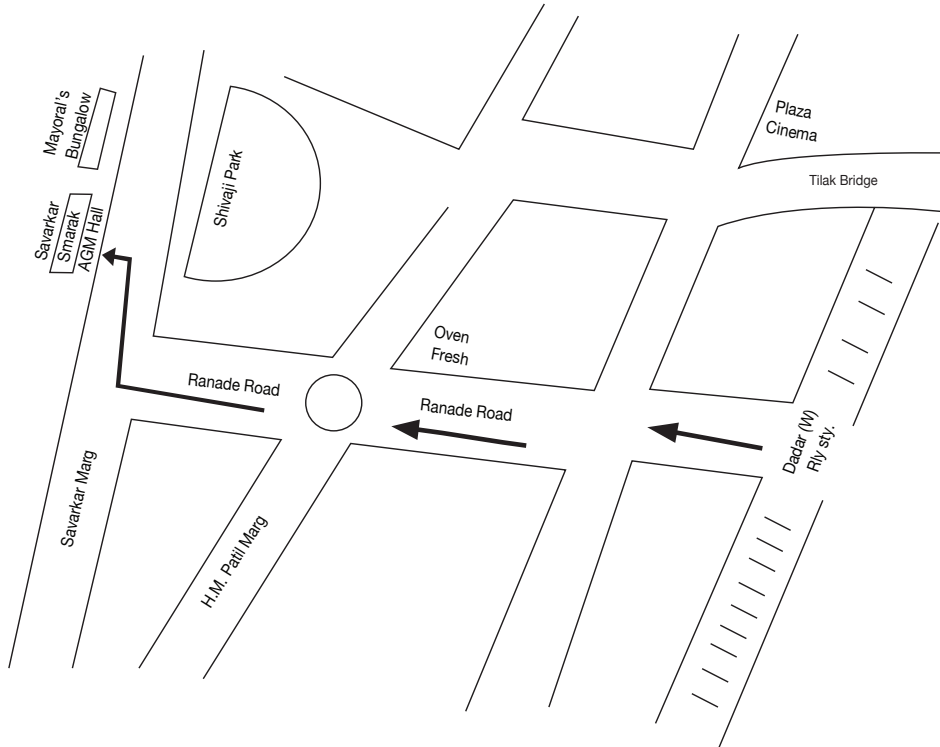 Mayoral's
Bungalow
Savarkar
Smarak
AGM Hall
Shivaji Park
Plaza
Cinema
Tilak Bridge
Oven
Fresh
Ranade Road
Ranade Road
Dadar (W)
Rly sty.
Savarkar Marg
H.M. Patil Marg